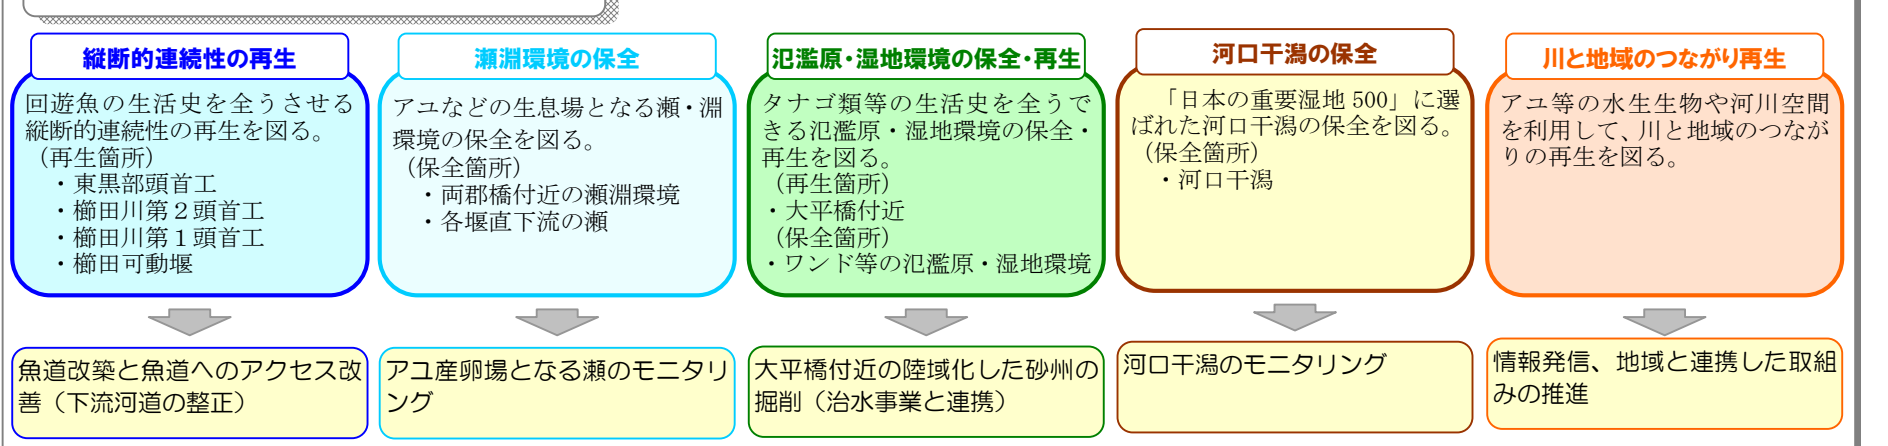 縦断的連続性の再生
回遊魚の生活史を全うさせる
縦断的連続性の再生を図る。
（再生箇所）
・東黒部頭首工
・櫛田川第２頭首工
・櫛田川第１頭首工
・櫛田可動堰
魚道改築と魚道へのアクセス改
善（下流河道の整正）
瀬淵環境の保全
アユなどの生息場となる瀬・淵
環境の保全を図る。
（保全箇所）
・両郡橋付近の瀬淵環境
・各堰直下流の瀬
アユ産卵場となる瀬のモニタリ
ング
氾濫原・湿地環境の保全・再生
タナゴ類等の生活史を全うで
きる氾濫原・湿地環境の保全・
再生を図る。
（再生箇所）
・大平橋付近
（保全箇所）
・ワンド等の氾濫原・湿地環境
大平橋付近の陸域化した砂州の
掘削（治水事業と連携）
河口干潟の保全
「日本の重要湿地 500」に選
ばれた河口干潟の保全を図る。
（保全箇所）
・河口干潟
河口干潟のモニタリング
川と地域のつながり再生
アユ等の水生生物や河川空間
を利用して、川と地域のつなが
りの再生を図る。
情報発信、地域と連携した取組
みの推進